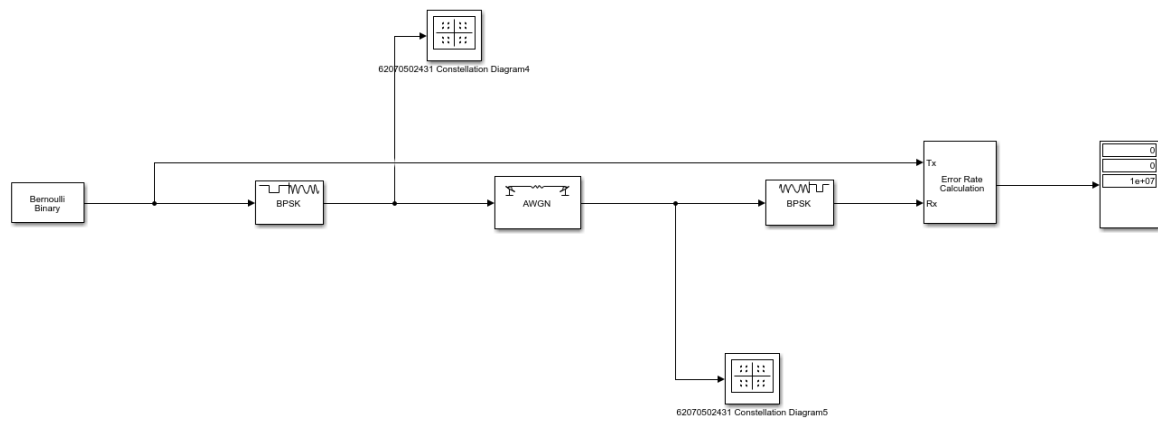 62070502431 Constellation Diagram4
Tx
0
0
1e+07
Error Rate
Calculation
Bernoulli
Binary
BPSK
AWGN
BPSK
Rx
62070502431 Constellation Diagram5